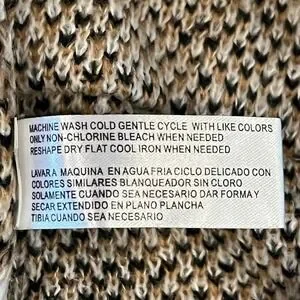 MACHINE WASH COLD GENTLE CYCLE WITH LIKE COLORS
ONLY NON-CHLORINE BLEACH WHEN NEEDED
RESHAPE DRY FLAT COOL IRON WHEN NEEDED
LAVAR A MAQUINA EN AGUA FRIA CICLO DELICADO CON
COLORES SIMILARES BLANQUEADOR SIN CLORO
SOLAMENTE CUANDO SEA NECESARIO DAR FORMA Y
SECAR EXTENDIDO EN PLANO PLANCHA
TIBIA CUANDO SEA NECESARIO